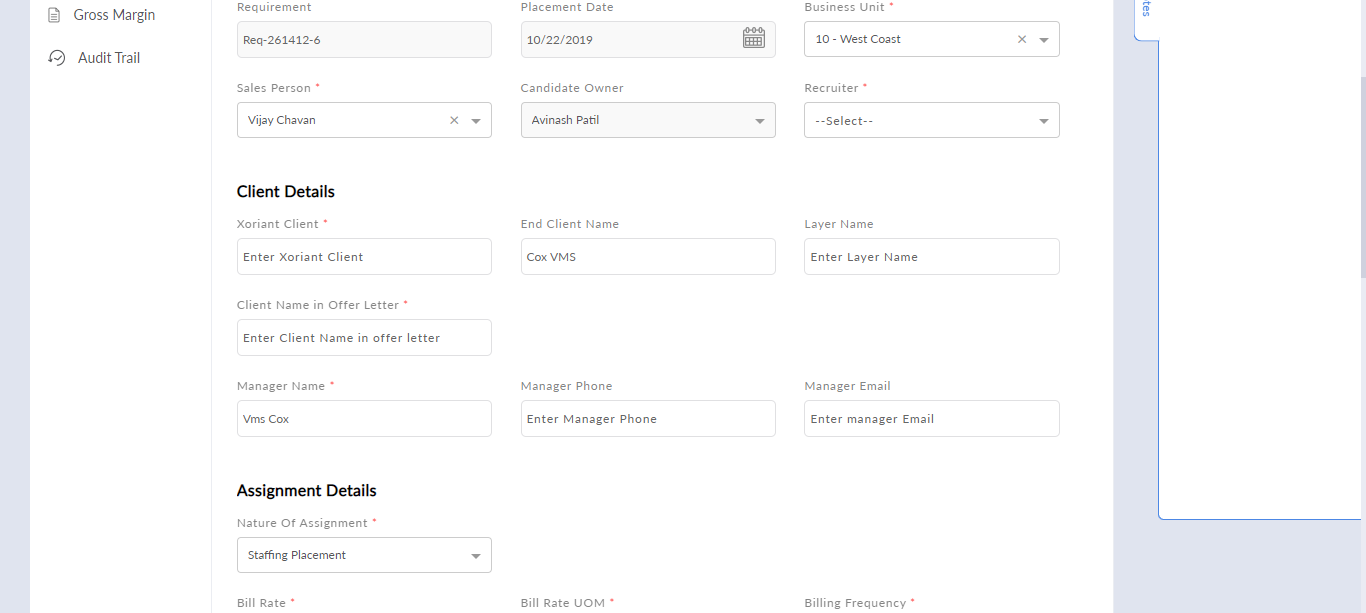 Gross Margin
Audit Trail
Requirement Placement Date Business Unit *
Req-261412-6 10/22/2019 10 - West Coast ×
Sales Person * Candidate Owner Recruiter *
Vijay Chavan × Avinash Patil --Select--
Client Details
Xoriant Client * End Client Name Layer Name
Enter Xoriant Client Cox VMS Enter Layer Name
Client Name in Offer Letter *
Enter Client Name in offer letter
Manager Name * Manager Phone Manager Email
Vms Cox Enter Manager Phone Enter manager Email
Assignment Details
Nature Of Assignment *
Staffing Placement
Bill Rate * Bill Rate UOM * Billing Frequency *